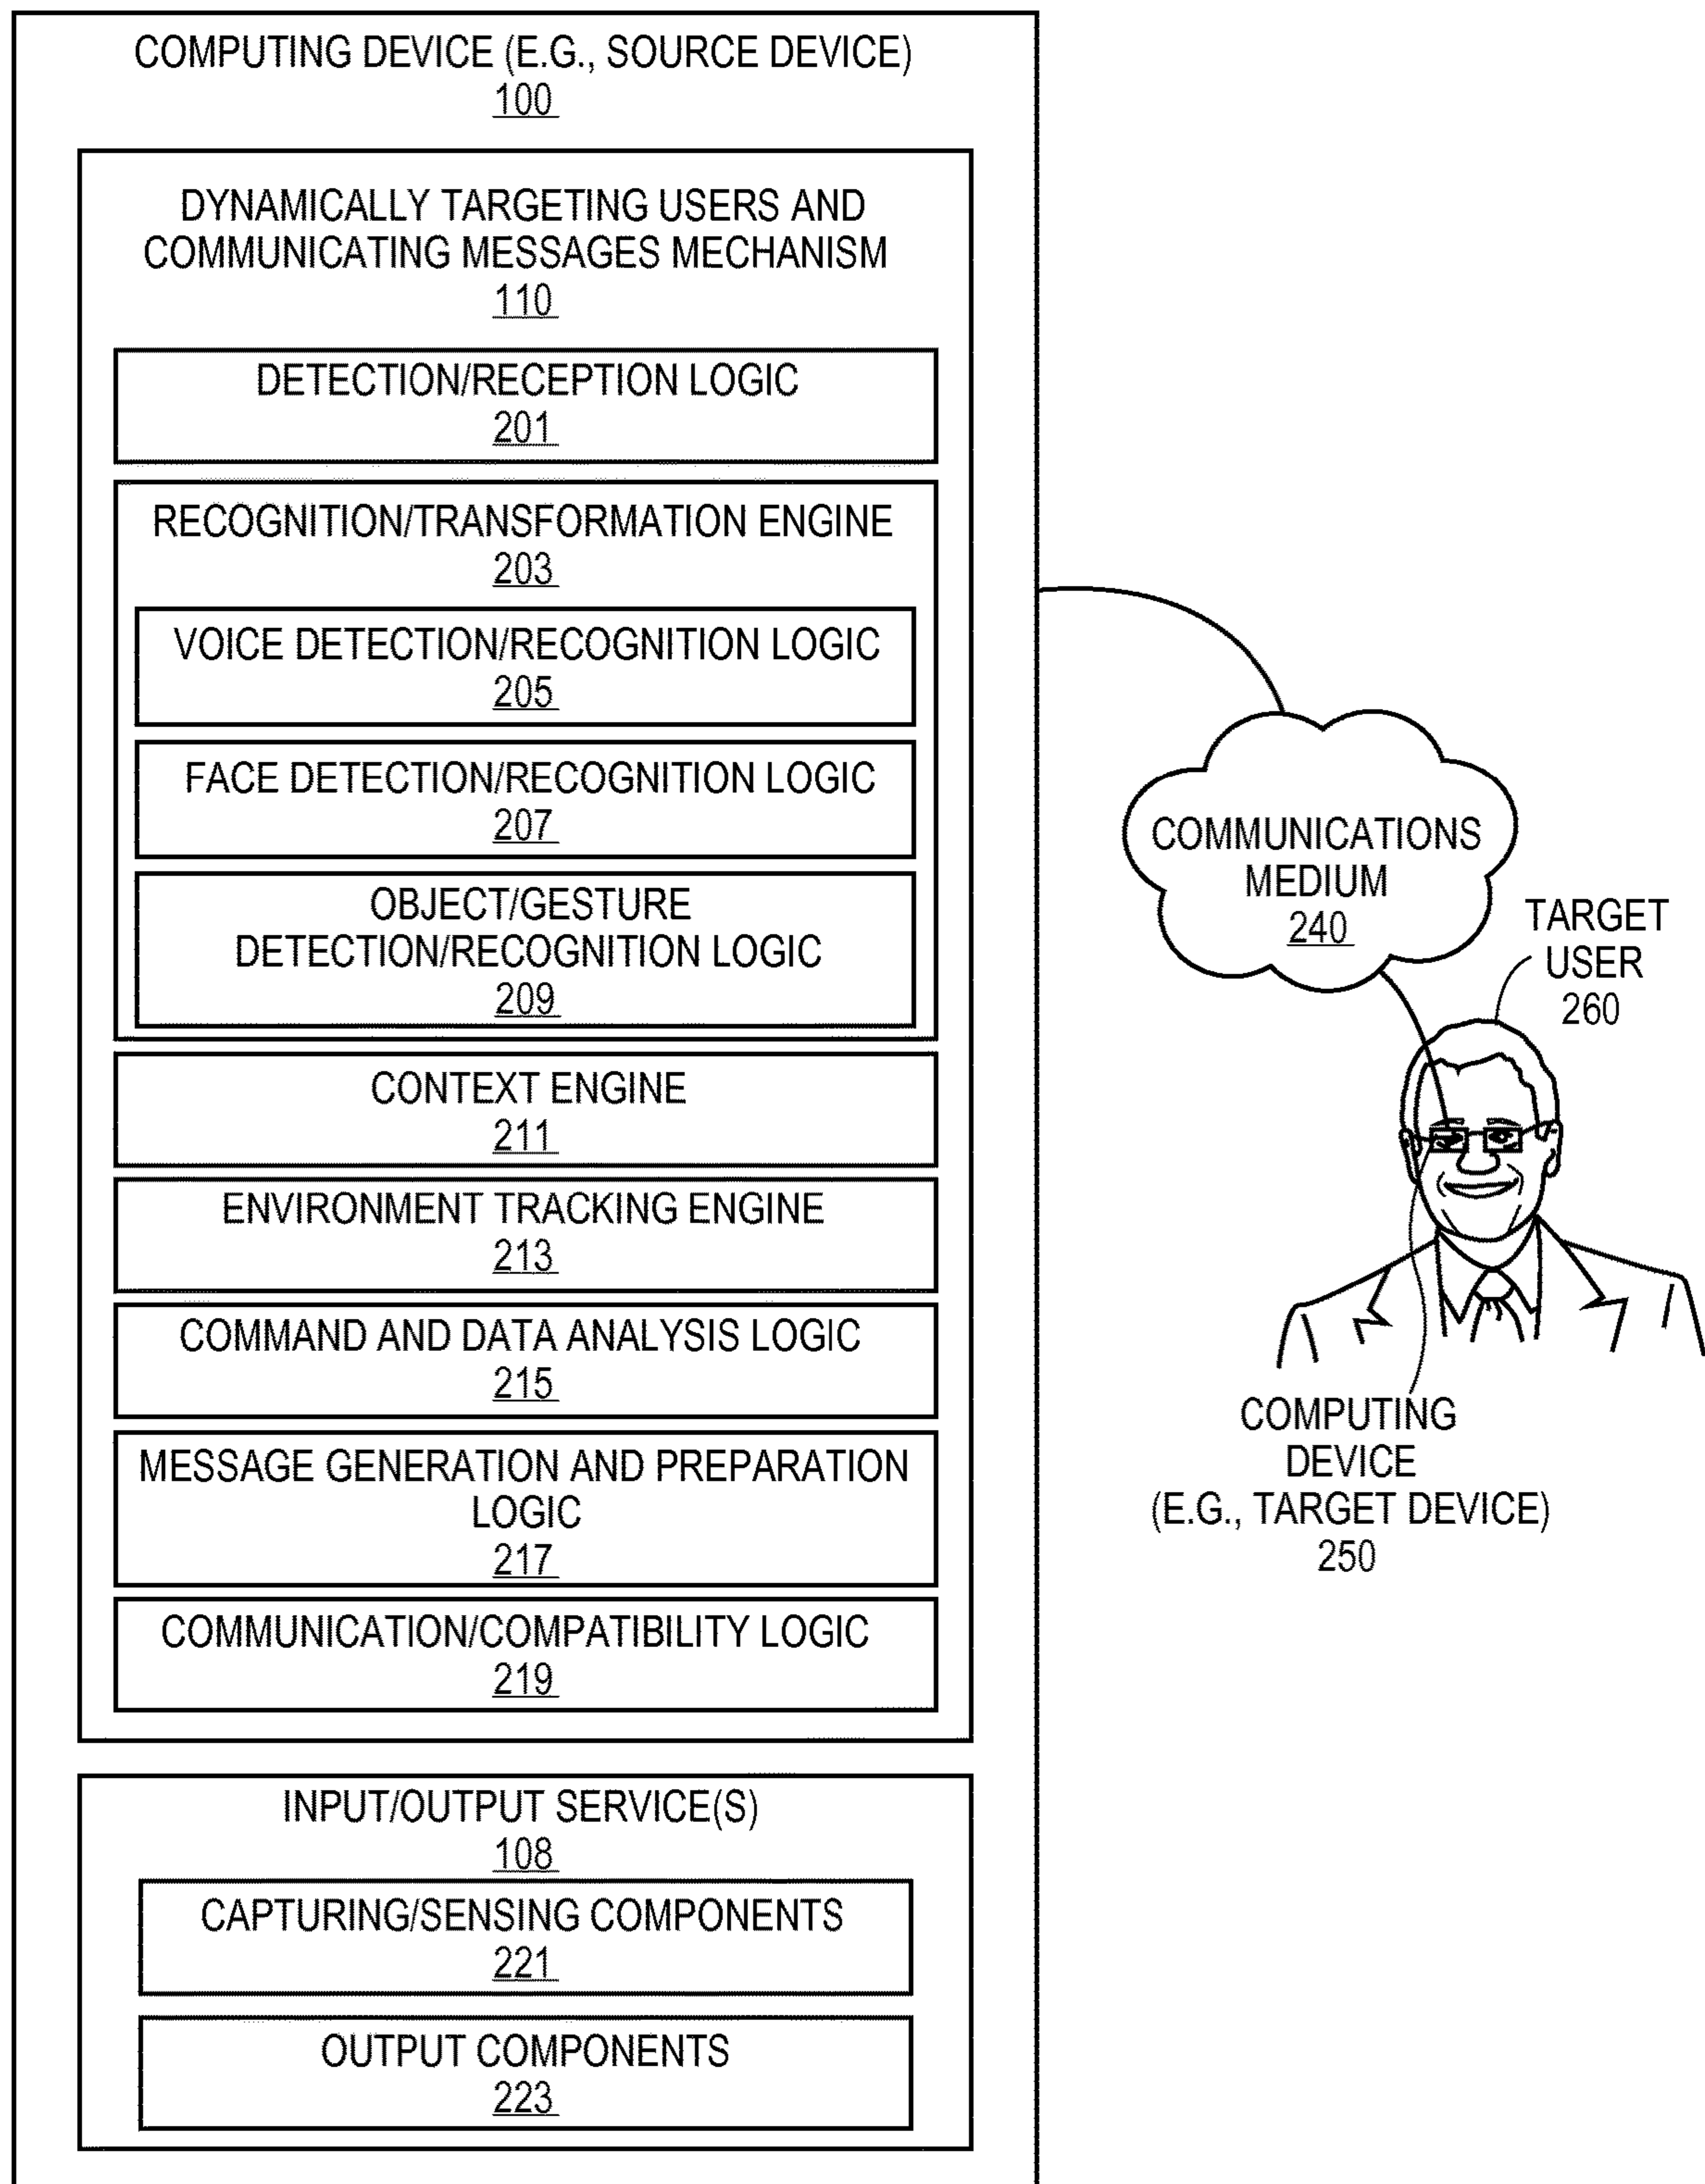 COMPUTING DEVICE (E.G., SOURCE DEVICE)
100
DYNAMICALLY TARGETING USERS AND
COMMUNICATING MESSAGES MECHANISM
110
DETECTION/RECEPTION LOGIC
201
RECOGNITION/TRANSFORMATION ENGINE
203
VOICE DETECTION/RECOGNITION LOGIC
205
FACE DETECTION/RECOGNITION LOGIC
207
OBJECT/GESTURE
DETECTION/RECOGNITION LOGIC
209
CONTEXT ENGINE
211
ENVIRONMENT TRACKING ENGINE
213
COMMAND AND DATA ANALYSIS LOGIC
215
MESSAGE GENERATION AND PREPARATION
LOGIC
217
COMMUNICATION/COMPATIBILITY LOGIC
219
INPUT/OUTPUT SERVICE(S)
108
CAPTURING/SENSING COMPONENTS
221
OUTPUT COMPONENTS
223
COMMUNICATIONS
MEDIUM
240
TARGET
USER
260
COMPUTING
DEVICE
(E.G., TARGET DEVICE)
250